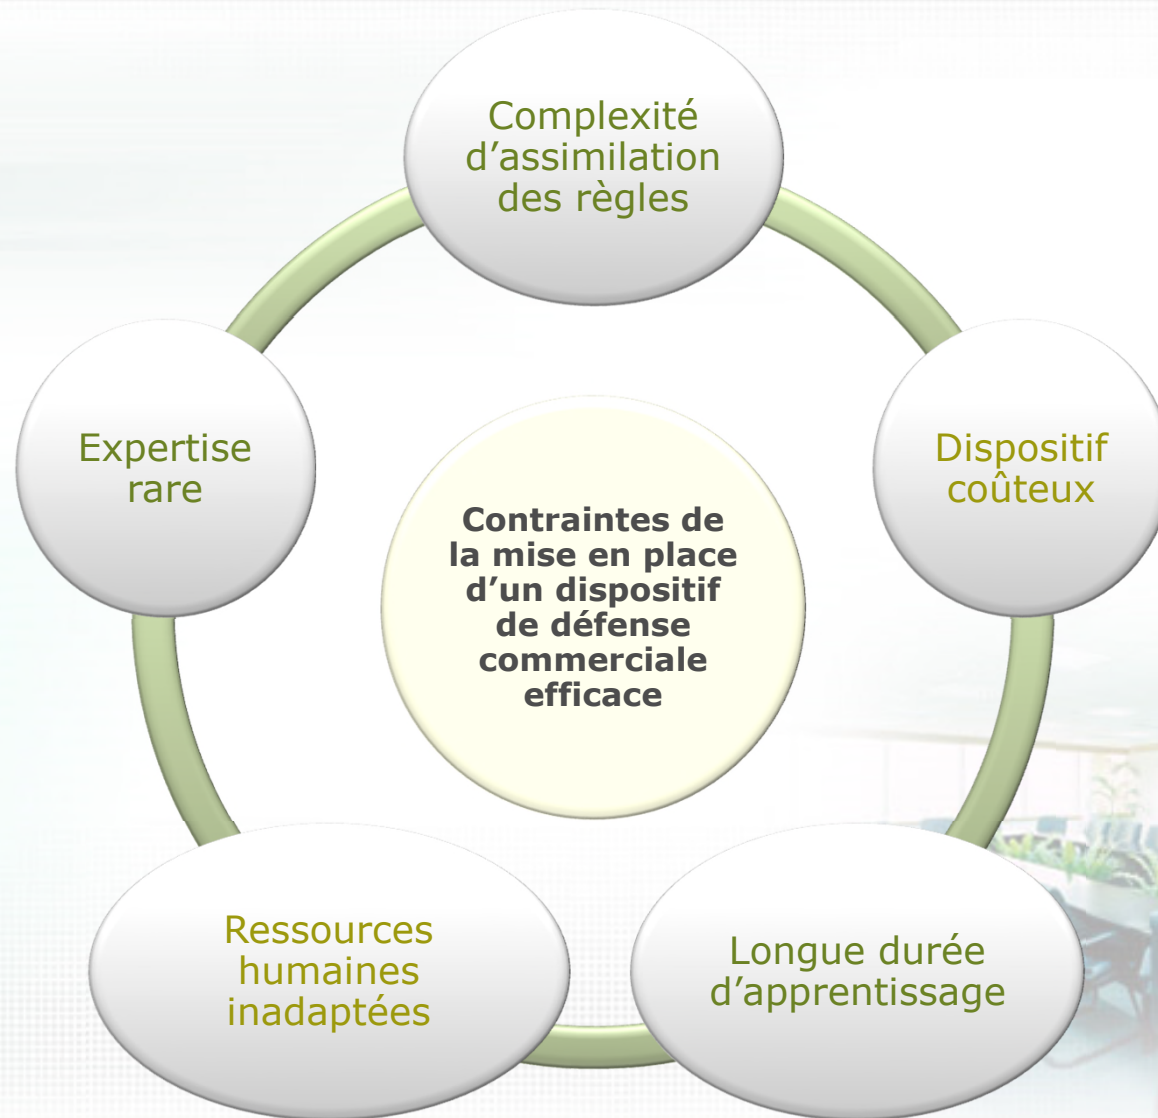 Complexité
d’assimilation
des règles
Expertise
rare
Dispositif
coûteux
Contraintes de
la mise en place
d’un dispositif
de défense
commerciale
efficace
Ressources
humaines
inadaptées
Longue durée
d’apprentissage